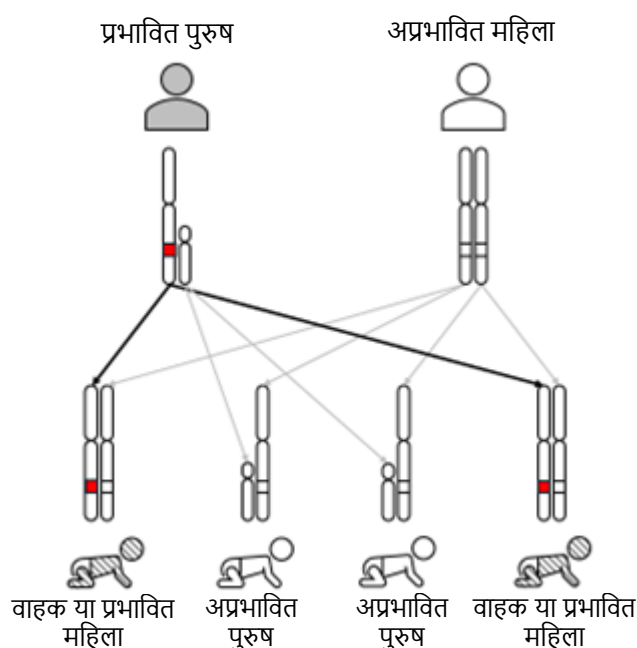 प्रभावित पुरुष
अप्रभावित महिला
वाहक या प्रभावित
महिला
अप्रभावित
पुरुष
अप्रभावित
पुरुष
वाहक या प्रभावित
महिला